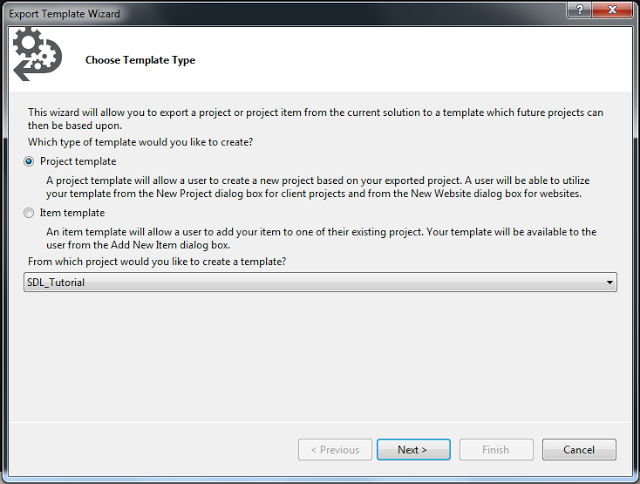 Export Template Wizard
?
Choose Template Type
This wizard will allow you to export a project or project item from the current solution to a template which future projects can
then be based upon.
Which type of template would you like to create?
Project template
A project template will allow a user to create a new project based on your exported project. A user will be able to utilize
your template from the New Project dialog box for client projects and from the New Website dialog box for websites.
Item template
An item template will allow a user to add your item to one of their existing project. Your template will be available to the
user from the Add New Item dialog box.
From which project would you like to create a template?
SDL_Tutorial
< Previous Next > Finish Cancel